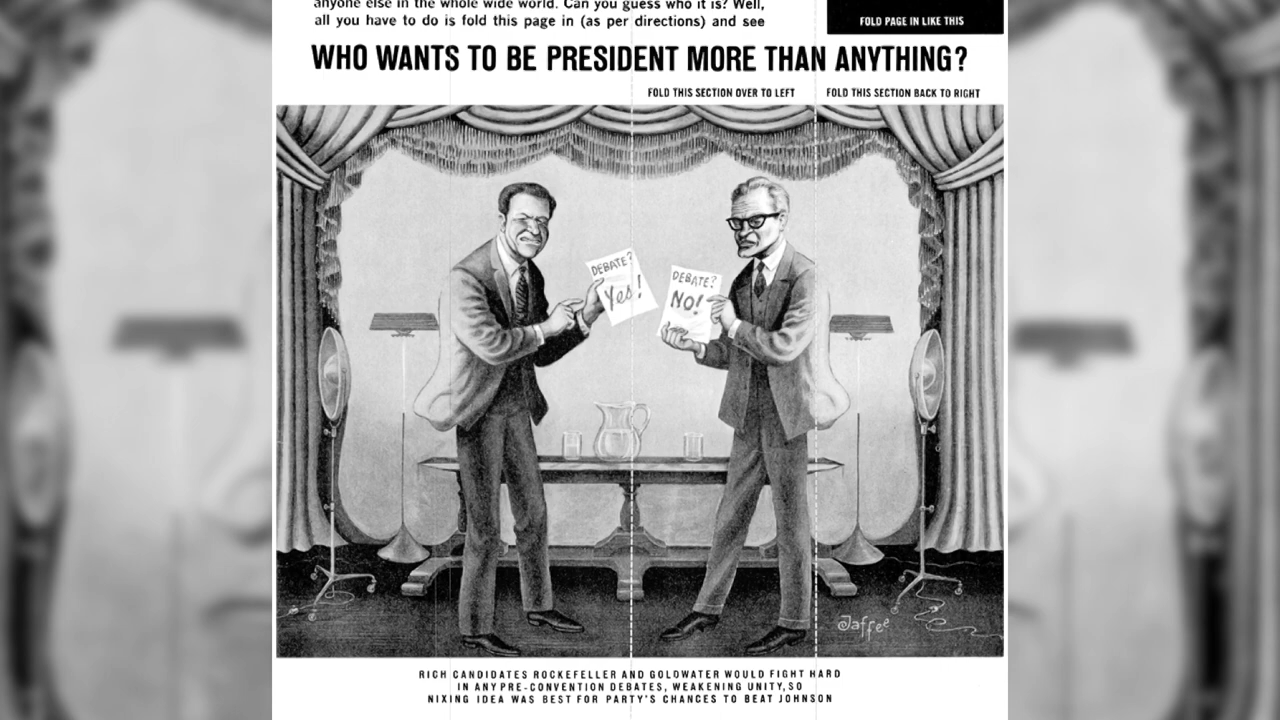 anyone else in the whole wide world. Can you guess who it is? Well,
all you have to do is fold this page in (as per directions) and see
FOLD PAGE IN LIKE THIS
WHO WANTS TO BE PRESIDENT MORE THAN ANYTHING?
FOLD THIS SECTION OVER TO LEFT
FOLD THIS SECTION BACK TO RIGHT
DEBATE?
Yes!
DEBATE?
NO!
Jaffee
RICH CANDIDATES ROCKEFELLER AND GOLDWATER WOULD FIGHT HARD
IN ANY PRE-CONVENTION DEBATES, WEAKENING UNITY, SO
NIXING IDEA WAS BEST FOR PARTY'S CHANCES TO BEAT JOHNSON